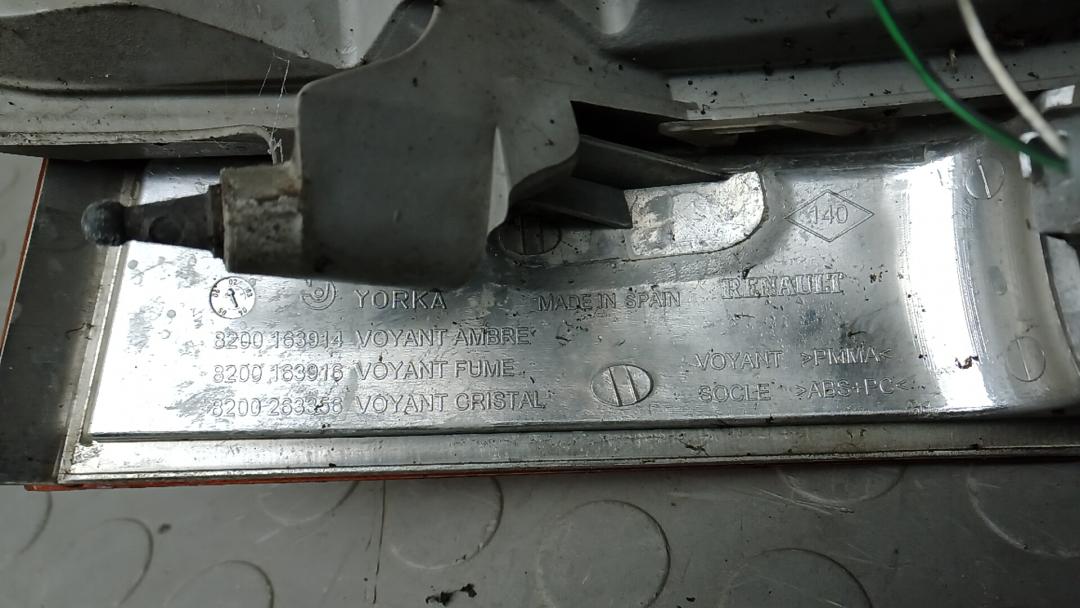 140
YORKA MADE IN SPAIN RENAULT
8200 163914 VOYANT AMBRE
8200 163916 VOYANT FUME
8200 263356 VOYANT CRISTAL
VOYANT >PMMA<
SOCLE >ABS+PC<